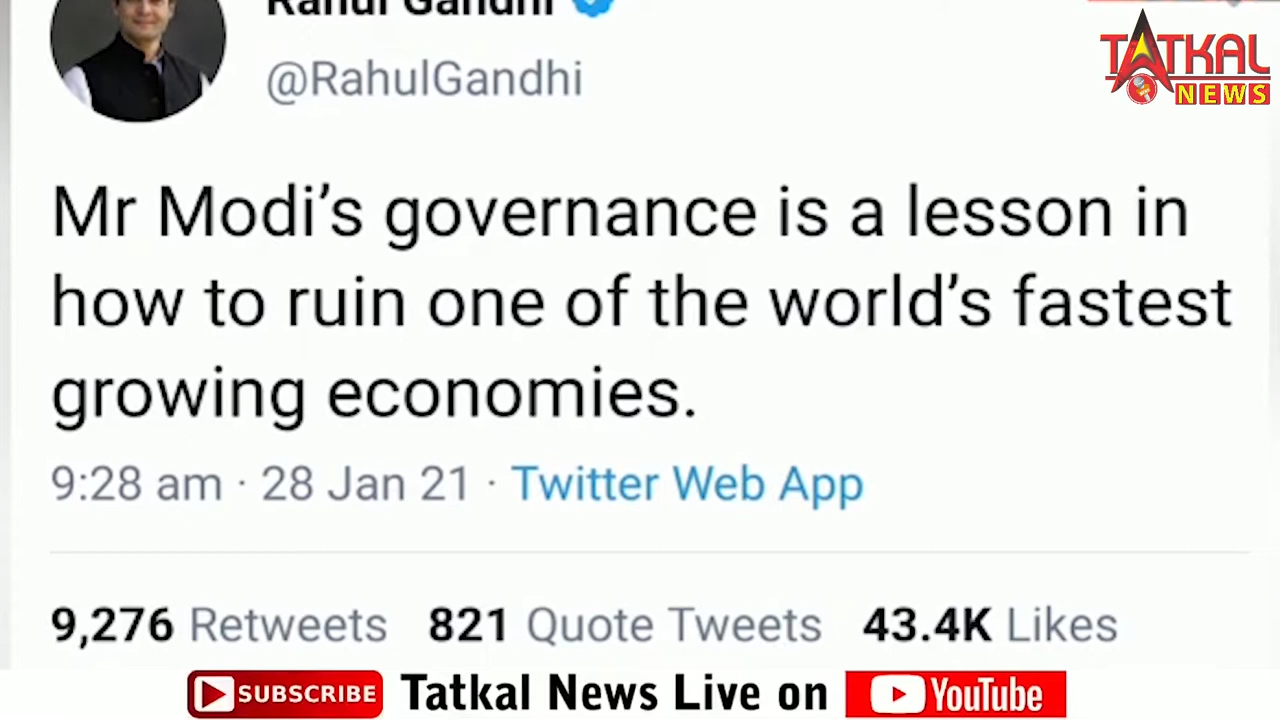 Rahul Gandhi
@RahulGandhi
TATKAL
NEWS
Mr Modi’s governance is a lesson in
how to ruin one of the world’s fastest
growing economies.
9:28 am · 28 Jan 21 · Twitter Web App
9,276 Retweets 821 Quote Tweets 43.4K Likes
SUBSCRIBE Tatkal News Live on YouTube